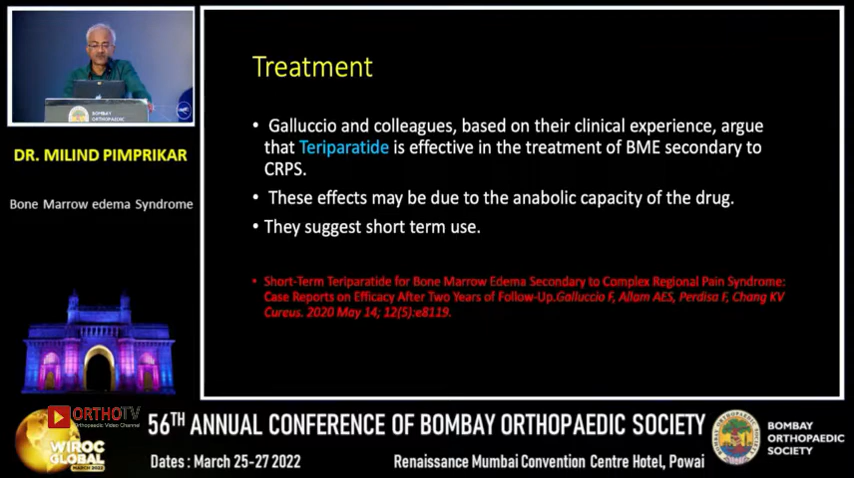 BOMBAY
ORTHOPAEDIC
DR. MILIND PIMPRIKAR
Bone Marrow edema Syndrome
Treatment
• Galluccio and colleagues, based on their clinical experience, argue
that Teriparatide is effective in the treatment of BME secondary to
CRPS.
• These effects may be due to the anabolic capacity of the drug.
• They suggest short term use.
• Short-Term Teriparatide for Bone Marrow Edema Secondary to Complex Regional Pain Syndrome:
Case Reports on Efficacy After Two Years of Follow-Up.Galluccio F, Allam AES, Perdisa F, Chang KV
Cureus. 2020 May 14; 12(5):e8119.
ORTHOTV
Orthopaedic Video Channel
WIROC
GLOBAL
MARCH 2022
56TH ANNUAL CONFERENCE OF BOMBAY ORTHOPAEDIC SOCIETY
Dates : March 25-27 2022
Renaissance Mumbai Convention Centre Hotel, Powai
BOMBAY
ORTHOPAEDIC
SOCIETY